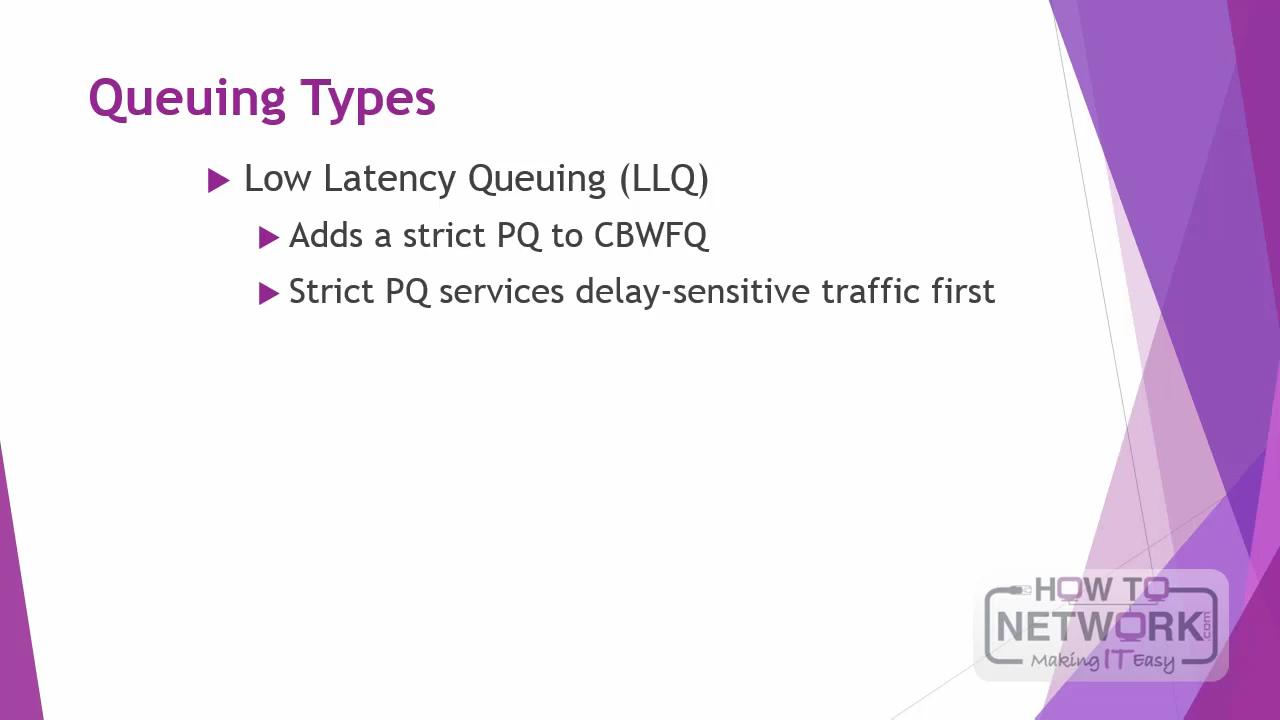 Queuing Types
Low Latency Queuing (LLQ)
Adds a strict PQ to CBWFQ
Strict PQ services delay-sensitive traffic first
HOW TO
NETWORK.com
Making IT Easy